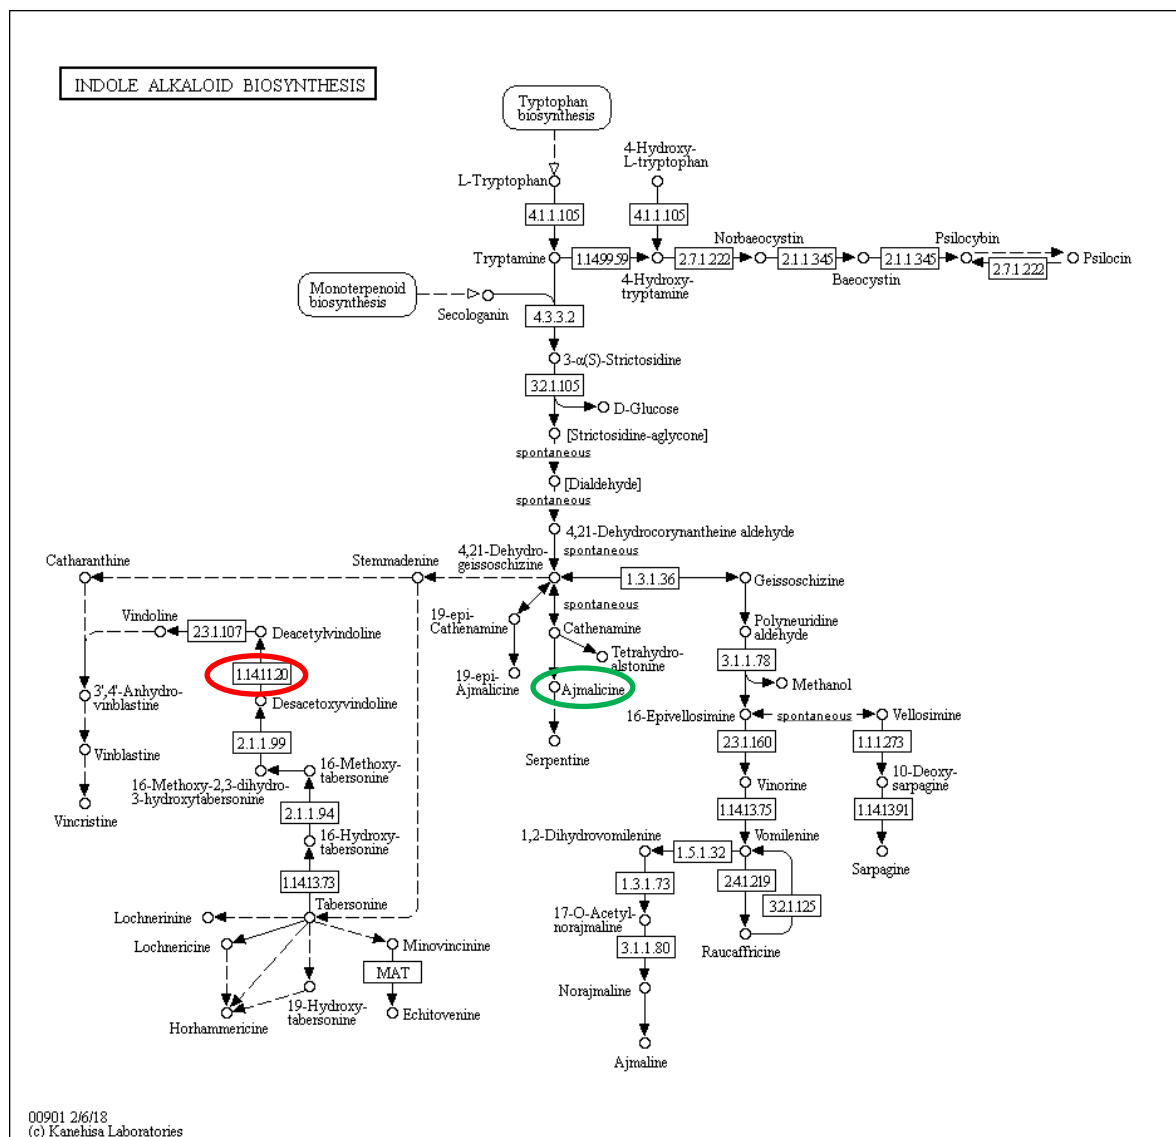 INDOLE ALKALOID BIOSYNTHESIS
Typtophan
biosynthesis
4-Hydroxy-
L-tryptophan
L-Tryptophan
4.1.1.105
4.1.1.105
Norbaeocystin
Psilocybin
Tryptamine
1.14.99.59
2.7.1.222
2.1.1.345
2.1.1.345
Psilocin
2.7.1.222
4-Hydroxy-
tryptamine
Baeocystin
Monoterpenoid
biosynthesis
Secologanin
4.3.3.2
3-α(S)-Strictosidine
3.2.1.105
D-Glucose
[Strictosidine-aglycone]
spontaneous
[Dialdehyde]
spontaneous
4,21-Dehydrocorynantheine aldehyde
spontaneous
4,21-Dehydro-
geissoschizine
Catharanthine
Stemmadenine
1.3.1.36
Geissoschizine
spontaneous
19-epi-
Cathenamine
Cathenamine
Polyneuridine
aldehyde
Vindoline
2.3.1.107
Deacetylvindoline
Tetrahydro-
alstonine
3.1.1.78
1.14.11.20
19-epi-
Ajmalicine
Ajmalicine
Methanol
3',4'-Anhydro-
vinblastine
Desacetoxyvindoline
16-Epivellosimine
spontaneous
Vellosimine
2.1.1.99
Serpentine
2.3.1.160
1.1.1.273
Vinblastine
16-Methoxy-
tabersonine
16-Methoxy-2,3-dihydro-
3-hydroxytabersonine
Vinorine
10-Deoxy-
sarpagine
Vincristine
2.1.1.94
1.14.13.75
1.14.13.91
16-Hydroxy-
tabersonine
1,2-Dihydrovomilenine
1.5.1.32
Vomilenine
Sarpagine
1.14.13.73
1.3.1.73
2.4.1.219
3.2.1.125
Tabersonine
Lochnerinine
17-O-Acetyl-
norajmaline
Raucaffricine
Lochnericine
Minovincinine
3.1.1.80
MAT
Norajmaline
19-Hydroxy-
tabersonine
Horhammericine
Echitovenine
Ajmaline
00901 2/6/18
(c) Kanehisa Laboratories